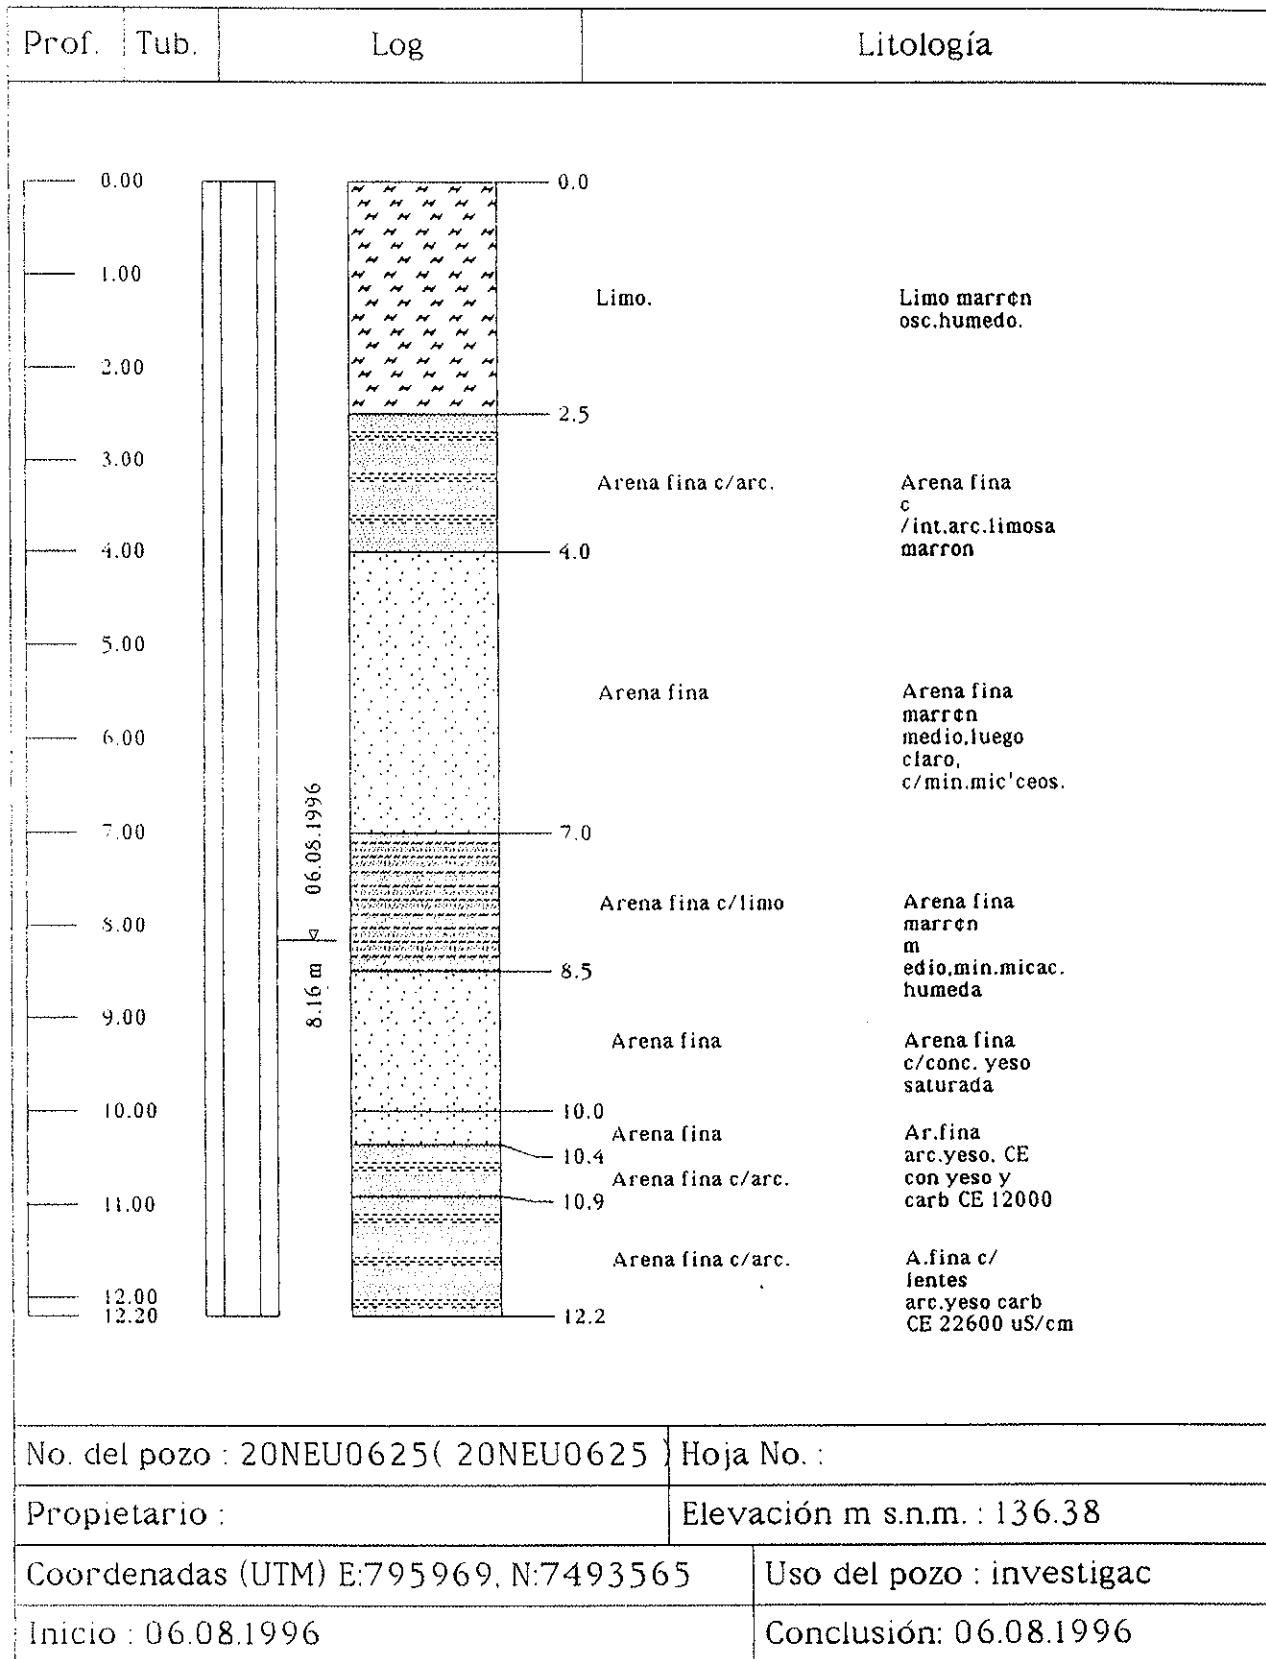 Prof. Tub. Log Litología
0.00
1.00
2.00
3.00
4.00
5.00
6.00
7.00
8.00
9.00
10.00
11.00
12.00
12.20
06.08.1996
8.16 m
0.0
2.5
4.0
7.0
8.5
10.0
10.4
10.9
12.2
Limo.
Limo marr¢n
osc.humedo.
Arena fina c/arc.
Arena fina
c
/int.arc.limosa
marron
Arena fina
Arena fina
marr¢n
medio,luego
claro,
c/min.mic'ceos.
Arena fina c/limo
Arena fina
marr¢n
m
edio,min.micac.
humeda
Arena fina
Arena fina
c/conc. yeso
saturada
Arena fina
Ar.fina
arc.yeso, CE
Arena fina c/arc.
con yeso y
carb CE 12000
Arena fina c/arc.
A.fina c/
lentes
arc.yeso carb
CE 22600 uS/cm
No. del pozo : 20NEU0625( 20NEU0625 )
Hoja No. :
Propietario :
Elevación m s.n.m. : 136.38
Coordenadas (UTM) E:795969, N:7493565
Uso del pozo : investigac
Inicio : 06.08.1996
Conclusión: 06.08.1996